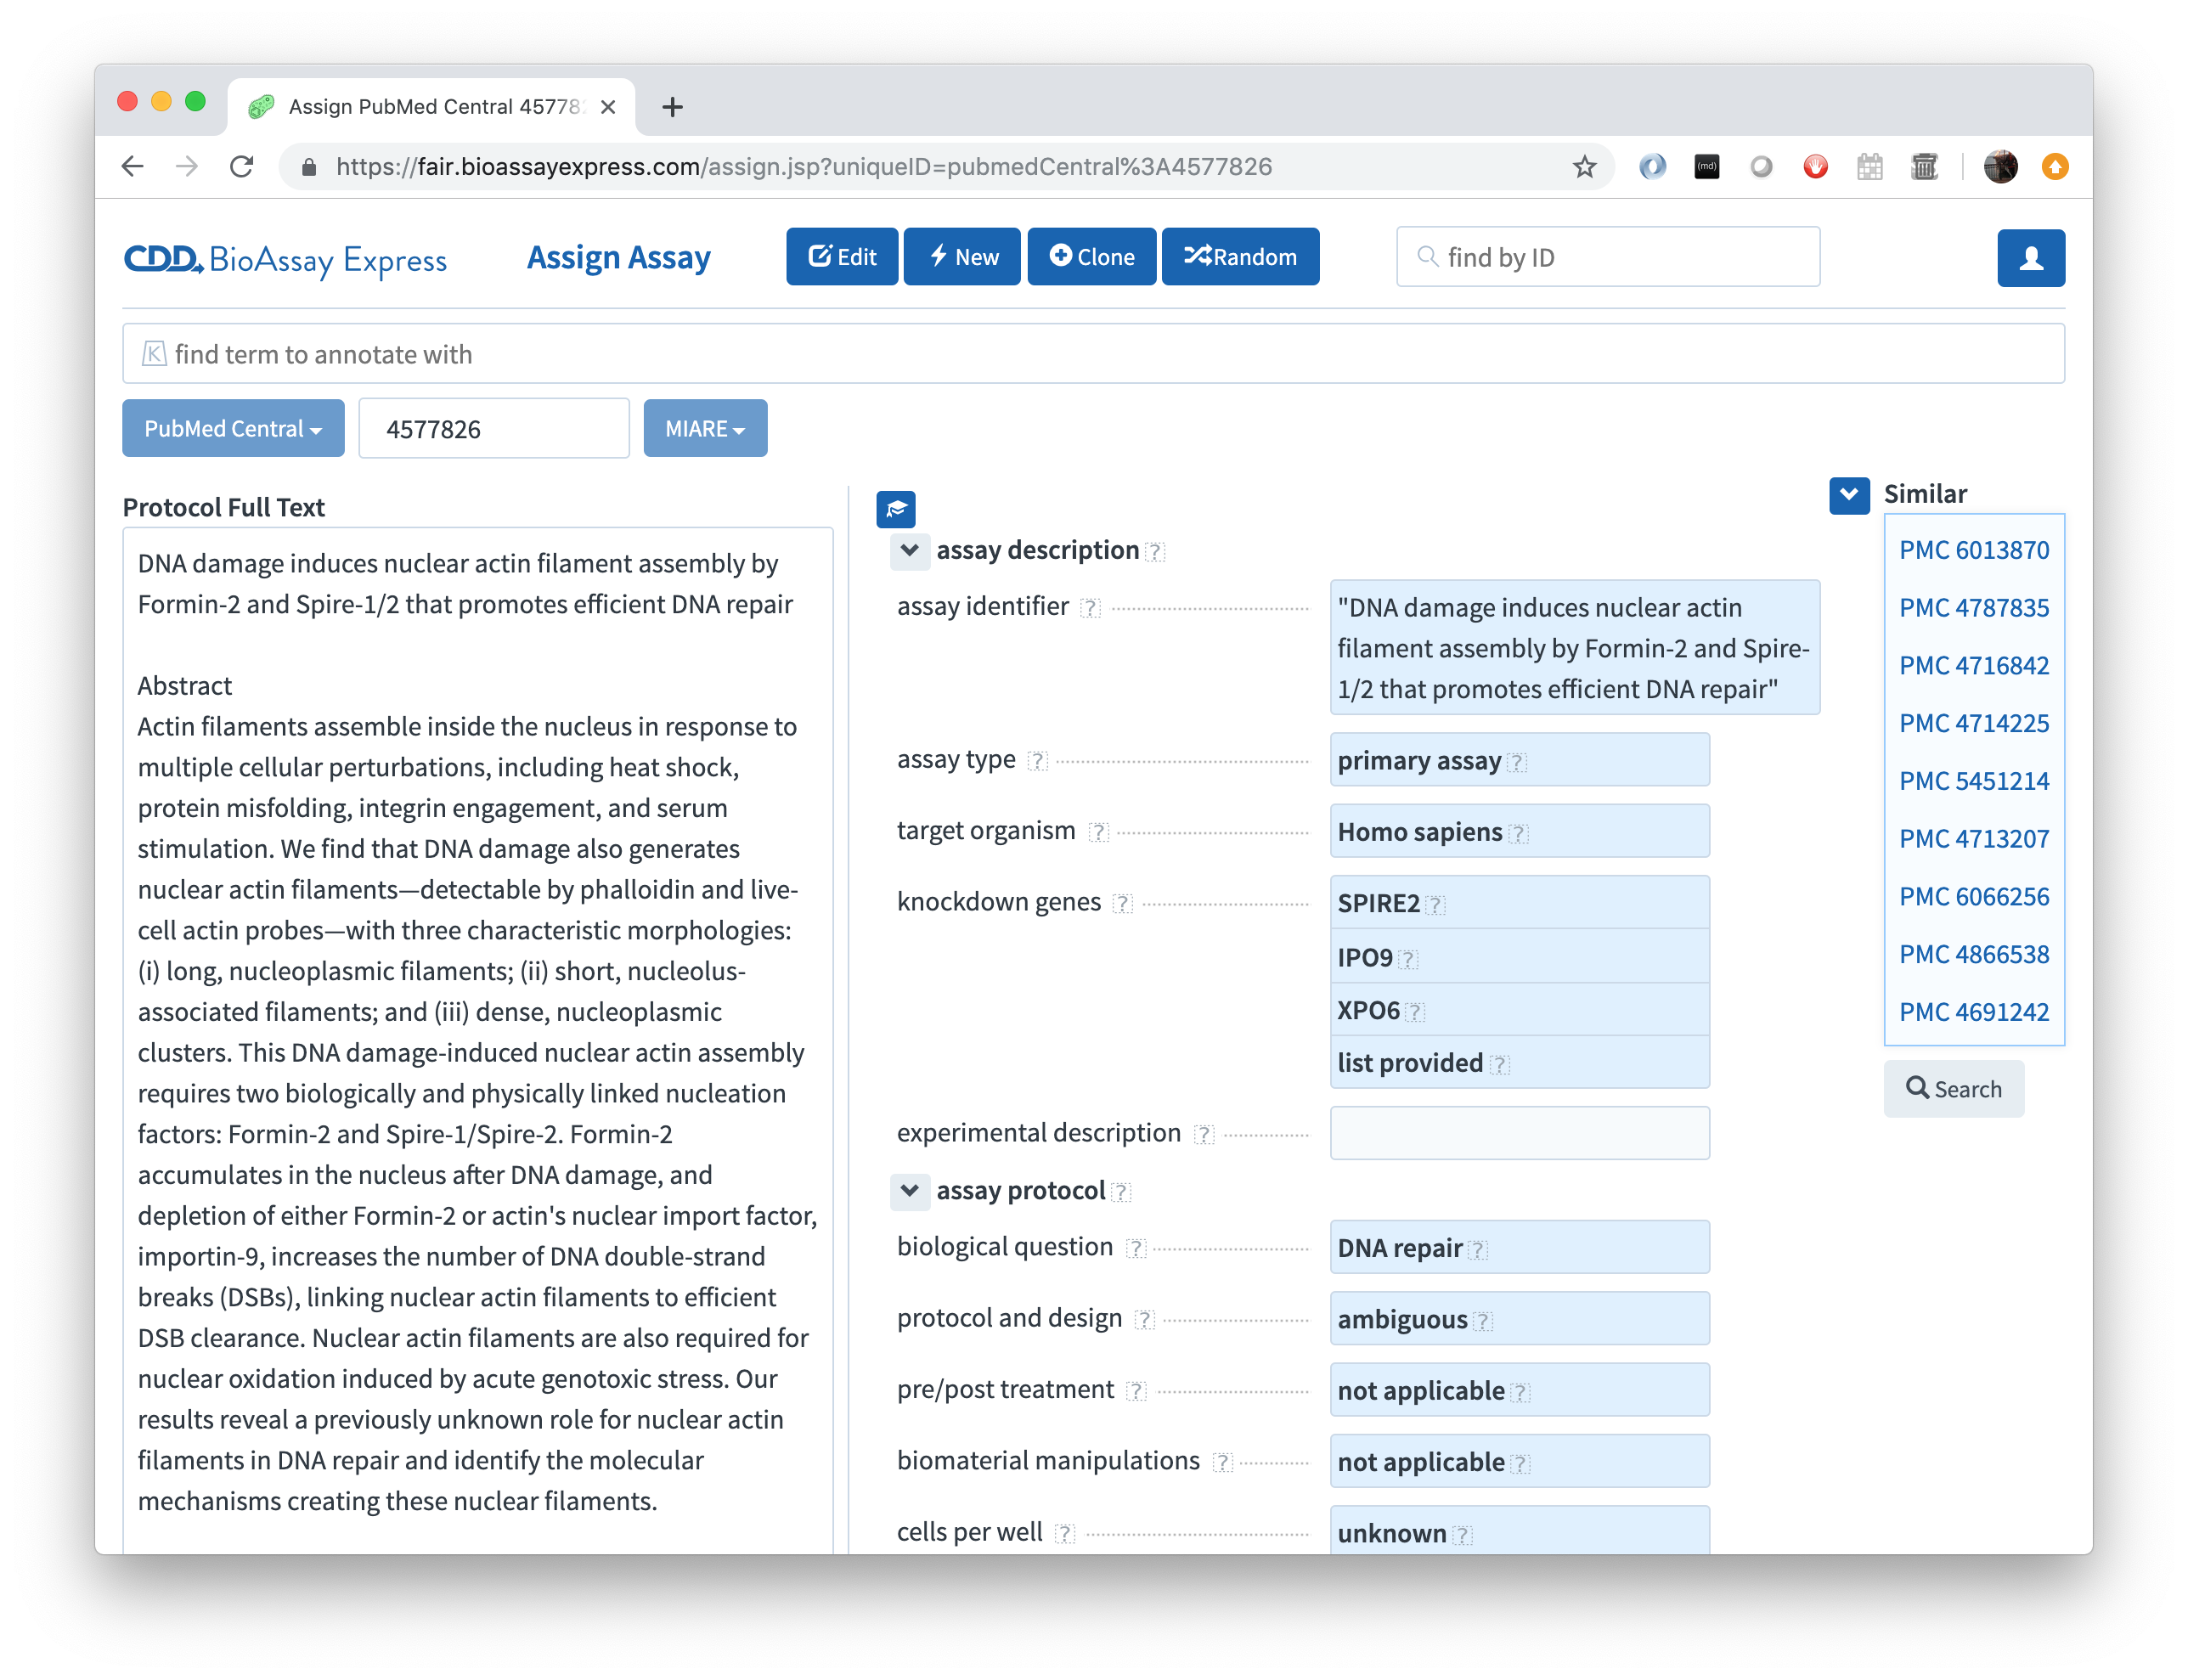 Assign PubMed Central 45778
https://fair.bioassayexpress.com/assign.jsp?uniqueID=pubmedCentral%3A4577826
(md)
CDD BioAssay Express
Assign Assay
Edit
New
Clone
Random
find by ID
K find term to annotate with
PubMed Central
4577826
MIARE
Protocol Full Text
DNA damage induces nuclear actin filament assembly by
Formin-2 and Spire-1/2 that promotes efficient DNA repair
Abstract
Actin filaments assemble inside the nucleus in response to
multiple cellular perturbations, including heat shock,
protein misfolding, integrin engagement, and serum
stimulation. We find that DNA damage also generates
nuclear actin filaments—detectable by phalloidin and live-
cell actin probes—with three characteristic morphologies:
(i) long, nucleoplasmic filaments; (ii) short, nucleolus-
associated filaments; and (iii) dense, nucleoplasmic
clusters. This DNA damage-induced nuclear actin assembly
requires two biologically and physically linked nucleation
factors: Formin-2 and Spire-1/Spire-2. Formin-2
accumulates in the nucleus after DNA damage, and
depletion of either Formin-2 or actin's nuclear import factor,
importin-9, increases the number of DNA double-strand
breaks (DSBs), linking nuclear actin filaments to efficient
DSB clearance. Nuclear actin filaments are also required for
nuclear oxidation induced by acute genotoxic stress. Our
results reveal a previously unknown role for nuclear actin
filaments in DNA repair and identify the molecular
mechanisms creating these nuclear filaments.
assay description ?
assay identifier ?
"DNA damage induces nuclear actin
filament assembly by Formin-2 and Spire-
1/2 that promotes efficient DNA repair"
assay type ?
primary assay ?
target organism ?
Homo sapiens ?
knockdown genes ?
SPIRE2 ?
IPO9 ?
XPO6 ?
list provided ?
experimental description ?
assay protocol ?
biological question ?
DNA repair ?
protocol and design ?
ambiguous ?
pre/post treatment ?
not applicable ?
biomaterial manipulations ?
not applicable ?
cells per well ?
unknown ?
Similar
PMC 6013870
PMC 4787835
PMC 4716842
PMC 4714225
PMC 5451214
PMC 4713207
PMC 6066256
PMC 4866538
PMC 4691242
Search